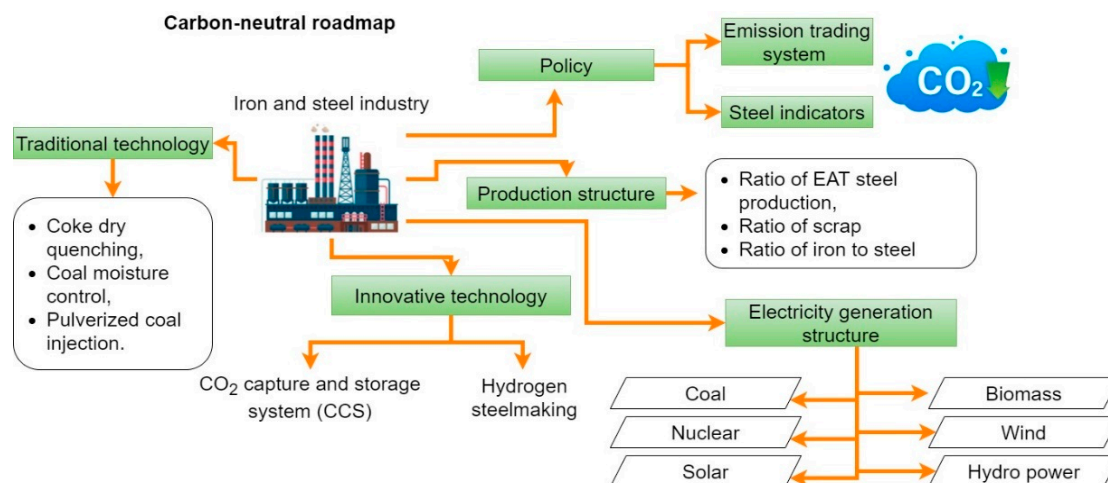 Carbon-neutral roadmap
Iron and steel industry
Policy
Emission trading
system
Steel indicators
CO2
Traditional technology
• Coke dry
quenching,
• Coal moisture
control,
• Pulverized coal
injection.
Production structure
• Ratio of EAT steel
production,
• Ratio of scrap
• Ratio of iron to steel
Innovative technology
CO2 capture and storage
system (CCS)
Hydrogen
steelmaking
Electricity generation
structure
Coal
Biomass
Nuclear
Wind
Solar
Hydro power